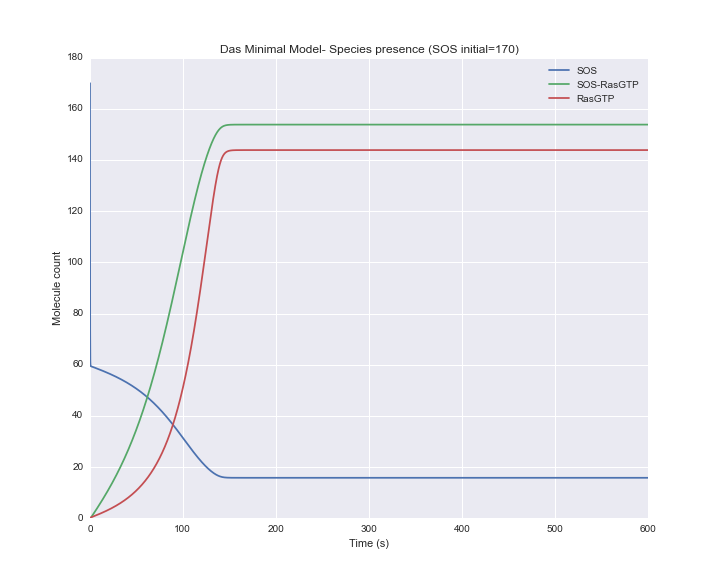 Das Minimal Model- Species presence (SOS initial=170)
SOS
SOS-RasGTP
RasGTP
180
160
140
120
100
80
60
40
20
0
Molecule count
0 100 200 300 400 500 600
Time (s)